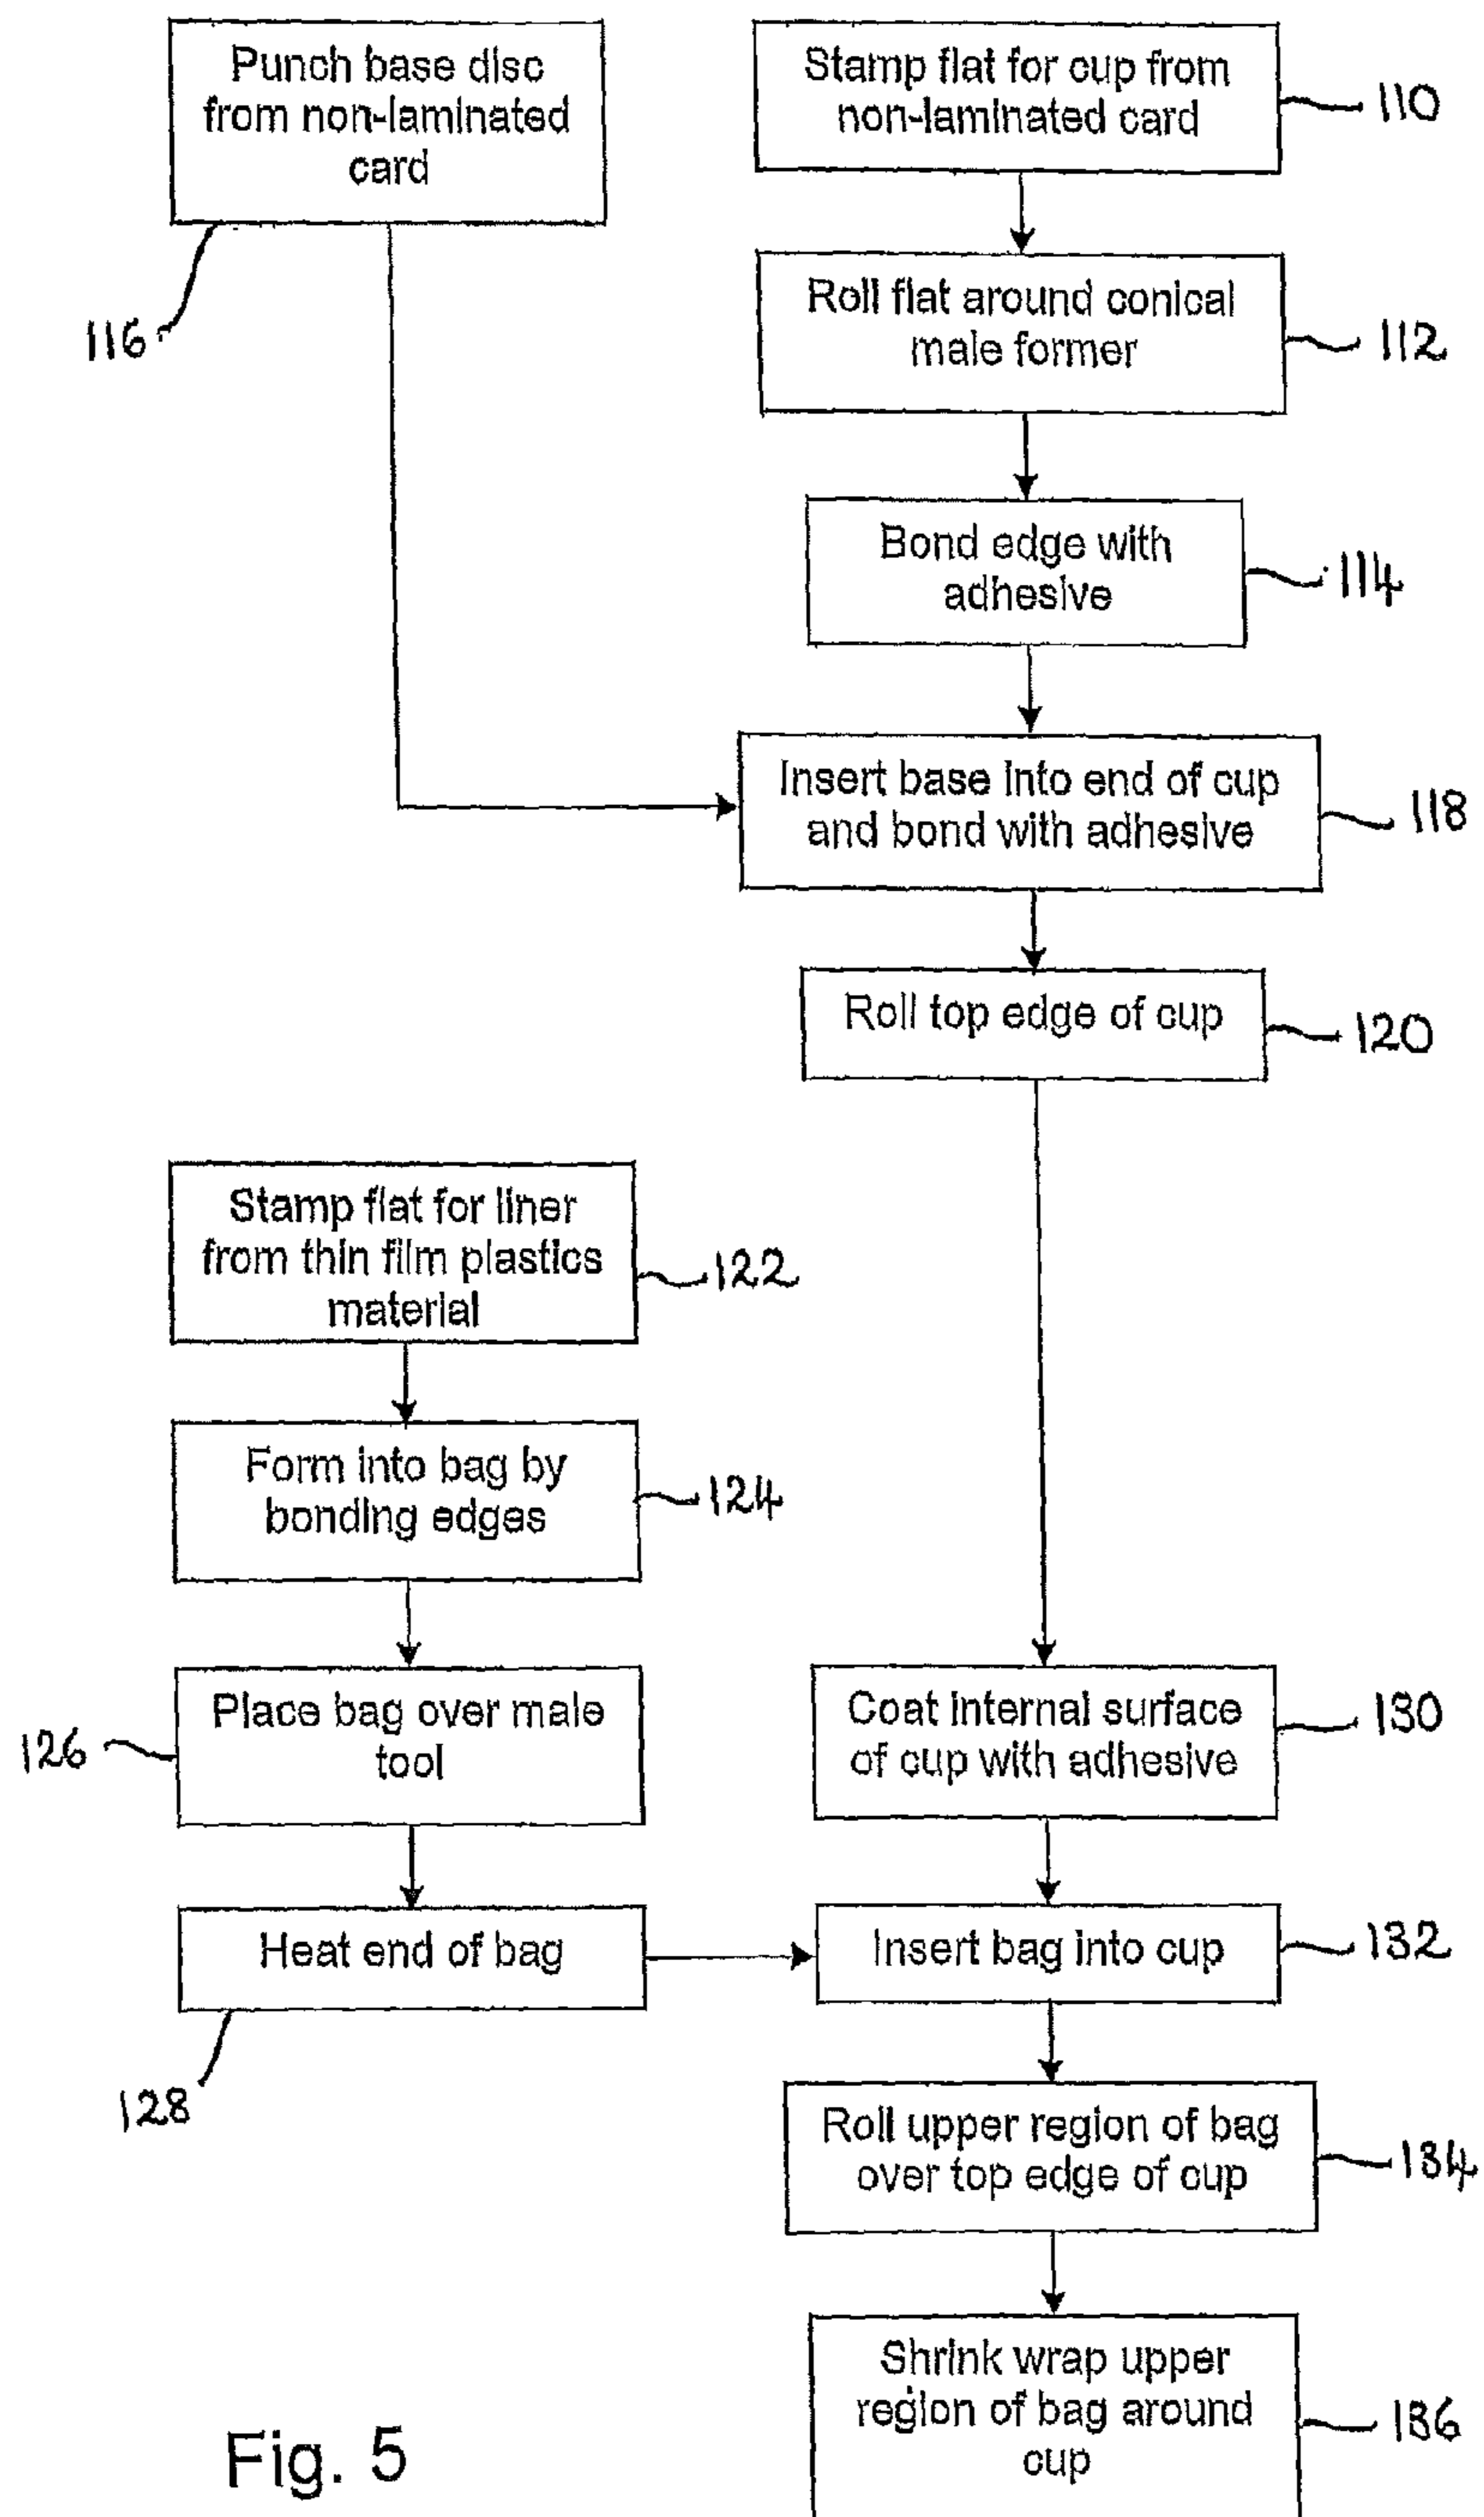 Punch base disc
from non-laminated
card
116
Stamp flat for cup from
non-laminated card
110
Roll flat around conical
male former
112
Bond edge with
adhesive
114
Insert base into end of cup
and bond with adhesive
118
Roll top edge of cup
120
Stamp flat for liner
from thin film plastics
material
122
Form into bag by
bonding edges
124
Place bag over male
tool
126
Heat end of bag
128
Coat internal surface
of cup with adhesive
130
Insert bag into cup
132
Roll upper region of bag
over top edge of cup
134
Shrink wrap upper
region of bag around
cup
136
Fig. 5